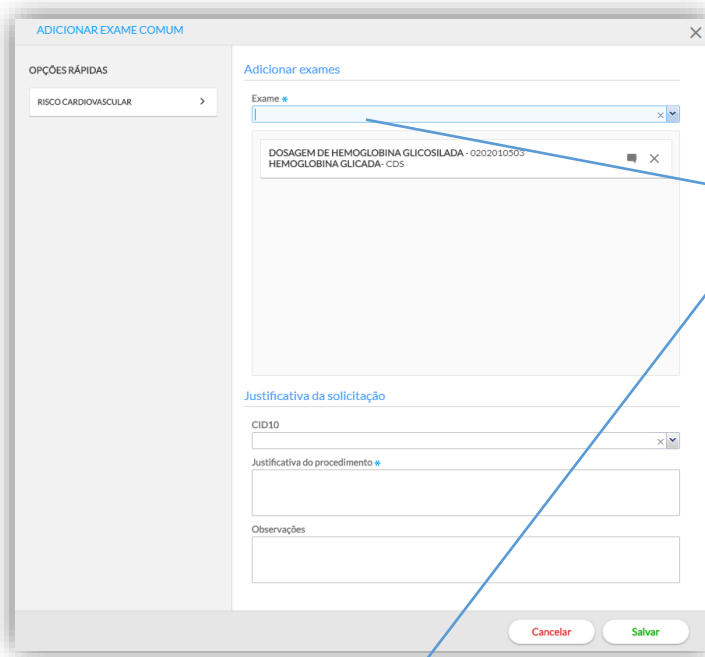 ADICIONAR EXAME COMUM
OPÇÕES RÁPIDAS
RISCO CARDIOVASCULAR
Adicionar exames
Exame *
DOSAGEM DE HEMOGLOBINA GLICOSILADA - 0202010503
HEMOGLOBINA GLICADA- CDS
Justificativa da solicitação
CID10
Justificativa do procedimento *
Observações
Cancelar
Salvar